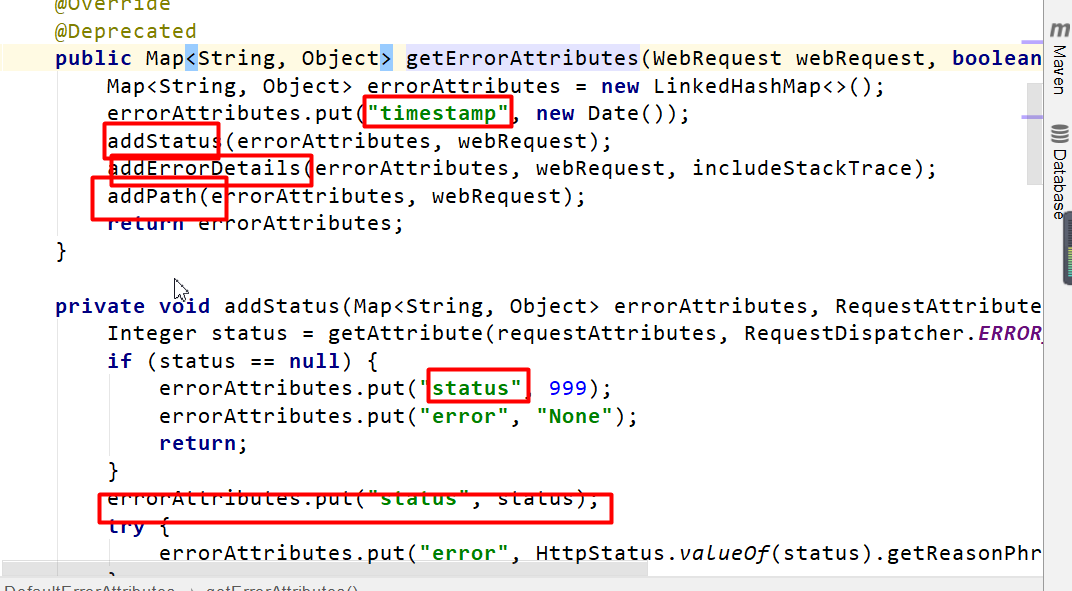 @Override
@Deprecated
public Map<String, Object> getErrorAttributes(WebRequest webRequest, boolean
Map<String, Object> errorAttributes = new LinkedHashMap<>();
errorAttributes.put("timestamp", new Date());
addStatus(errorAttributes, webRequest);
addErrorDetails(errorAttributes, webRequest, includeStackTrace);
addPath(errorAttributes, webRequest);
return errorAttributes;
}
private void addStatus(Map<String, Object> errorAttributes, RequestAttribute
Integer status = getAttribute(requestAttributes, RequestDispatcher.ERROR_
if (status == null) {
errorAttributes.put("status", 999);
errorAttributes.put("error", "None");
return;
}
errorAttributes.put("status", status);
try {
errorAttributes.put("error", HttpStatus.valueOf(status).getReasonPhr
}
DefaultErrorAttributes > getErrorAttributes()
m
Maven
Database